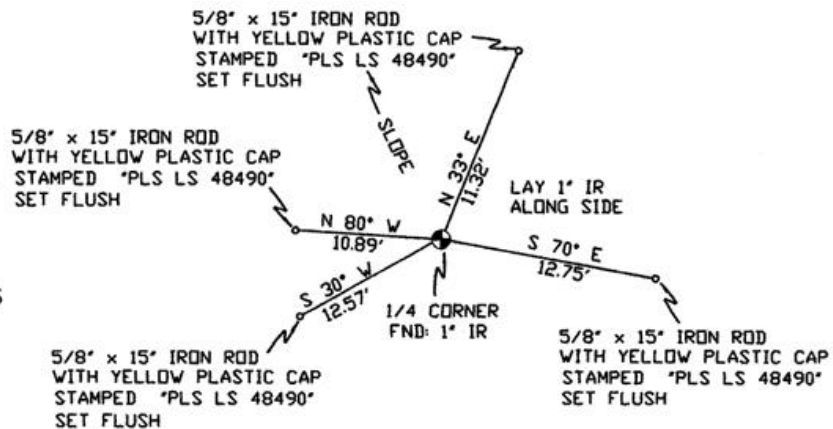 5/8" x 15" IRON ROD
WITH YELLOW PLASTIC CAP
STAMPED "PLS LS 48490"
SET FLUSH
SLOPE
N 33° E
11.32'
5/8" x 15" IRON ROD
WITH YELLOW PLASTIC CAP
STAMPED "PLS LS 48490"
SET FLUSH
LAY 1" IR
ALONG SIDE
N 80° W
10.89'
S 70° E
12.75'
S 30° W
12.57'
1/4 CORNER
FND: 1" IR
5/8" x 15" IRON ROD
WITH YELLOW PLASTIC CAP
STAMPED "PLS LS 48490"
SET FLUSH
5/8" x 15" IRON ROD
WITH YELLOW PLASTIC CAP
STAMPED "PLS LS 48490"
SET FLUSH